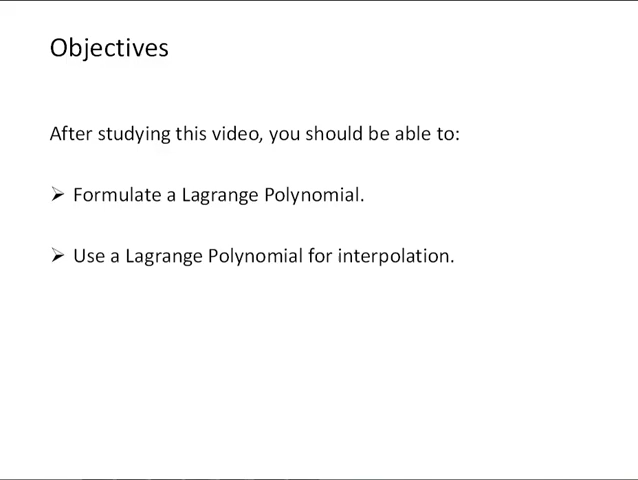 Objectives
After studying this video, you should be able to:
➢ Formulate a Lagrange Polynomial.
➢ Use a Lagrange Polynomial for interpolation.